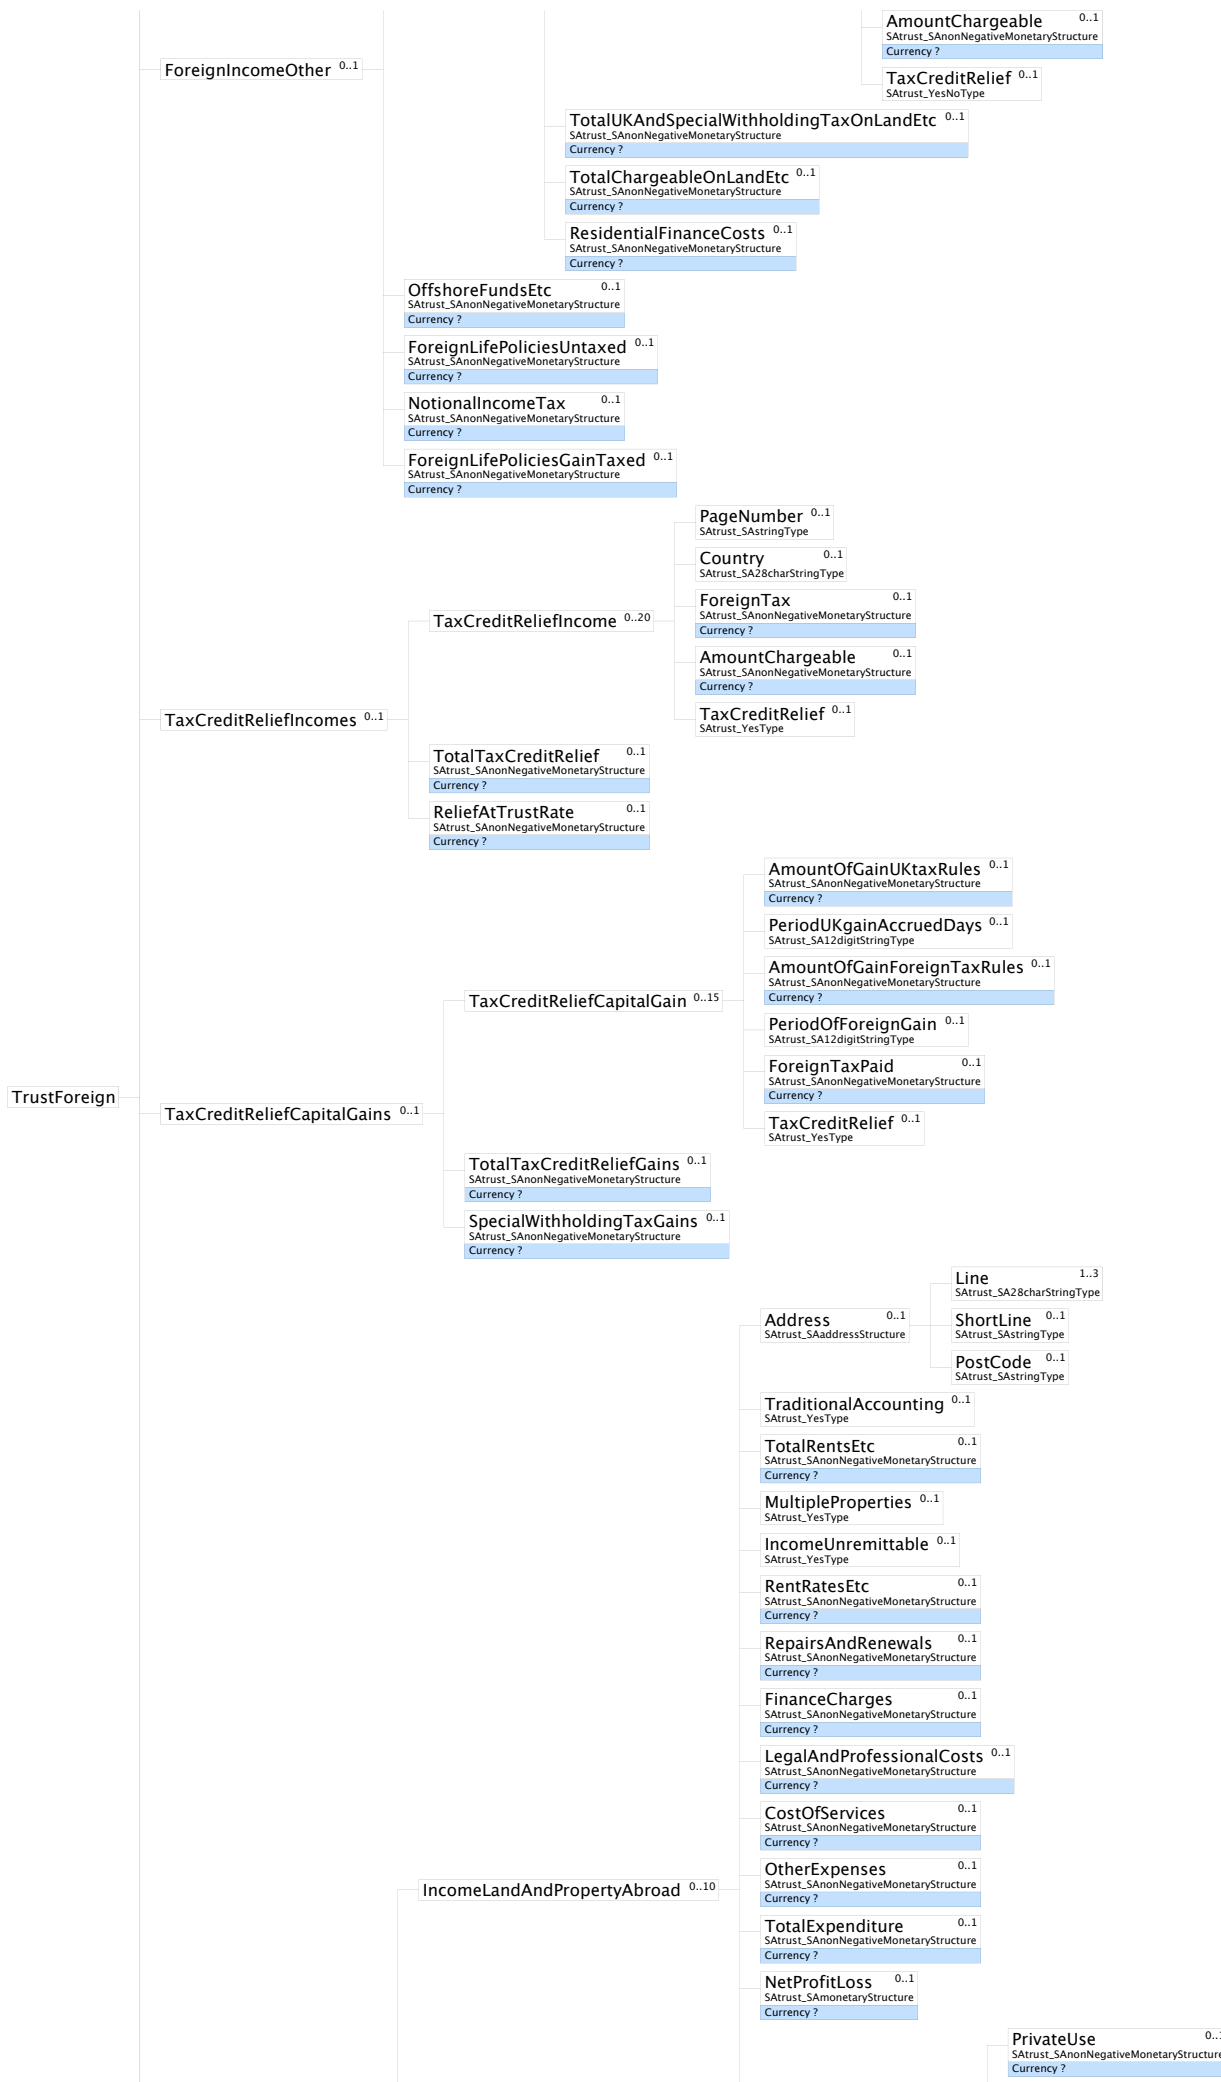 AmountChargeable 0..1
SAtrust_SAnonNegativeMonetaryStructure
Currency ?
ForeignIncomeOther 0..1
TaxCreditRelief 0..1
SAtrust_YesNoType
TotalUKAndSpecialWithholdingTaxOnLandEtc 0..1
SAtrust_SAnonNegativeMonetaryStructure
Currency ?
TotalChargeableOnLandEtc 0..1
SAtrust_SAnonNegativeMonetaryStructure
Currency ?
ResidentialFinanceCosts 0..1
SAtrust_SAnonNegativeMonetaryStructure
Currency ?
OffshoreFundsEtc 0..1
SAtrust_SAnonNegativeMonetaryStructure
Currency ?
ForeignLifePoliciesUntaxed 0..1
SAtrust_SAnonNegativeMonetaryStructure
Currency ?
NotionalIncomeTax 0..1
SAtrust_SAnonNegativeMonetaryStructure
Currency ?
ForeignLifePoliciesGainTaxed 0..1
SAtrust_SAnonNegativeMonetaryStructure
Currency ?
PageNumber 0..1
SAtrust_SAstringType
Country 0..1
SAtrust_SA28charStringType
ForeignTax 0..1
SAtrust_SAnonNegativeMonetaryStructure
Currency ?
TaxCreditReliefIncome 0..20
AmountChargeable 0..1
SAtrust_SAnonNegativeMonetaryStructure
Currency ?
TaxCreditRelief 0..1
SAtrust_YesType
TaxCreditReliefIncomes 0..1
TotalTaxCreditRelief 0..1
SAtrust_SAnonNegativeMonetaryStructure
Currency ?
ReliefAtTrustRate 0..1
SAtrust_SAnonNegativeMonetaryStructure
Currency ?
AmountOfGainUKtaxRules 0..1
SAtrust_SAnonNegativeMonetaryStructure
Currency ?
PeriodUKgainAccruedDays 0..1
SAtrust_SA12digitStringType
AmountOfGainForeignTaxRules 0..1
SAtrust_SAnonNegativeMonetaryStructure
Currency ?
TaxCreditReliefCapitalGain 0..15
PeriodOfForeignGain 0..1
SAtrust_SA12digitStringType
ForeignTaxPaid 0..1
SAtrust_SAnonNegativeMonetaryStructure
Currency ?
TrustForeign
TaxCreditReliefCapitalGains 0..1
TaxCreditRelief 0..1
SAtrust_YesType
TotalTaxCreditReliefGains 0..1
SAtrust_SAnonNegativeMonetaryStructure
Currency ?
SpecialWithholdingTaxGains 0..1
SAtrust_SAnonNegativeMonetaryStructure
Currency ?
Line 1..3
SAtrust_SA28charStringType
Address 0..1
SAtrust_SAaddressStructure
ShortLine 0..1
SAtrust_SAstringType
PostCode 0..1
SAtrust_SAstringType
TraditionalAccounting 0..1
SAtrust_YesType
TotalRentsEtc 0..1
SAtrust_SAnonNegativeMonetaryStructure
Currency ?
MultipleProperties 0..1
SAtrust_YesType
IncomeUnremittable 0..1
SAtrust_YesType
RentRatesEtc 0..1
SAtrust_SAnonNegativeMonetaryStructure
Currency ?
RepairsAndRenewals 0..1
SAtrust_SAnonNegativeMonetaryStructure
Currency ?
FinanceCharges 0..1
SAtrust_SAnonNegativeMonetaryStructure
Currency ?
LegalAndProfessionalCosts 0..1
SAtrust_SAnonNegativeMonetaryStructure
Currency ?
CostOfServices 0..1
SAtrust_SAnonNegativeMonetaryStructure
Currency ?
OtherExpenses 0..1
SAtrust_SAnonNegativeMonetaryStructure
Currency ?
IncomeLandAndPropertyAbroad 0..10
TotalExpenditure 0..1
SAtrust_SAnonNegativeMonetaryStructure
Currency ?
NetProfitLoss 0..1
SAtrust_SAmonetaryStructure
Currency ?
PrivateUse 0..1
SAtrust_SAnonNegativeMonetaryStructure
Currency ?